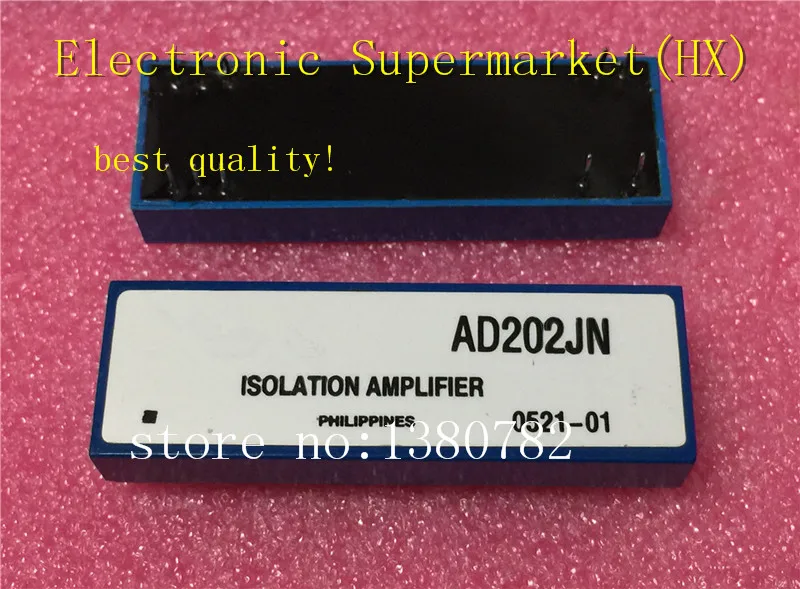 Electronic Supermarket(HX)
best quality!
AD202JN
ISOLATION AMPLIFIER
PHILIPPINES 0521-01
store no:1380782